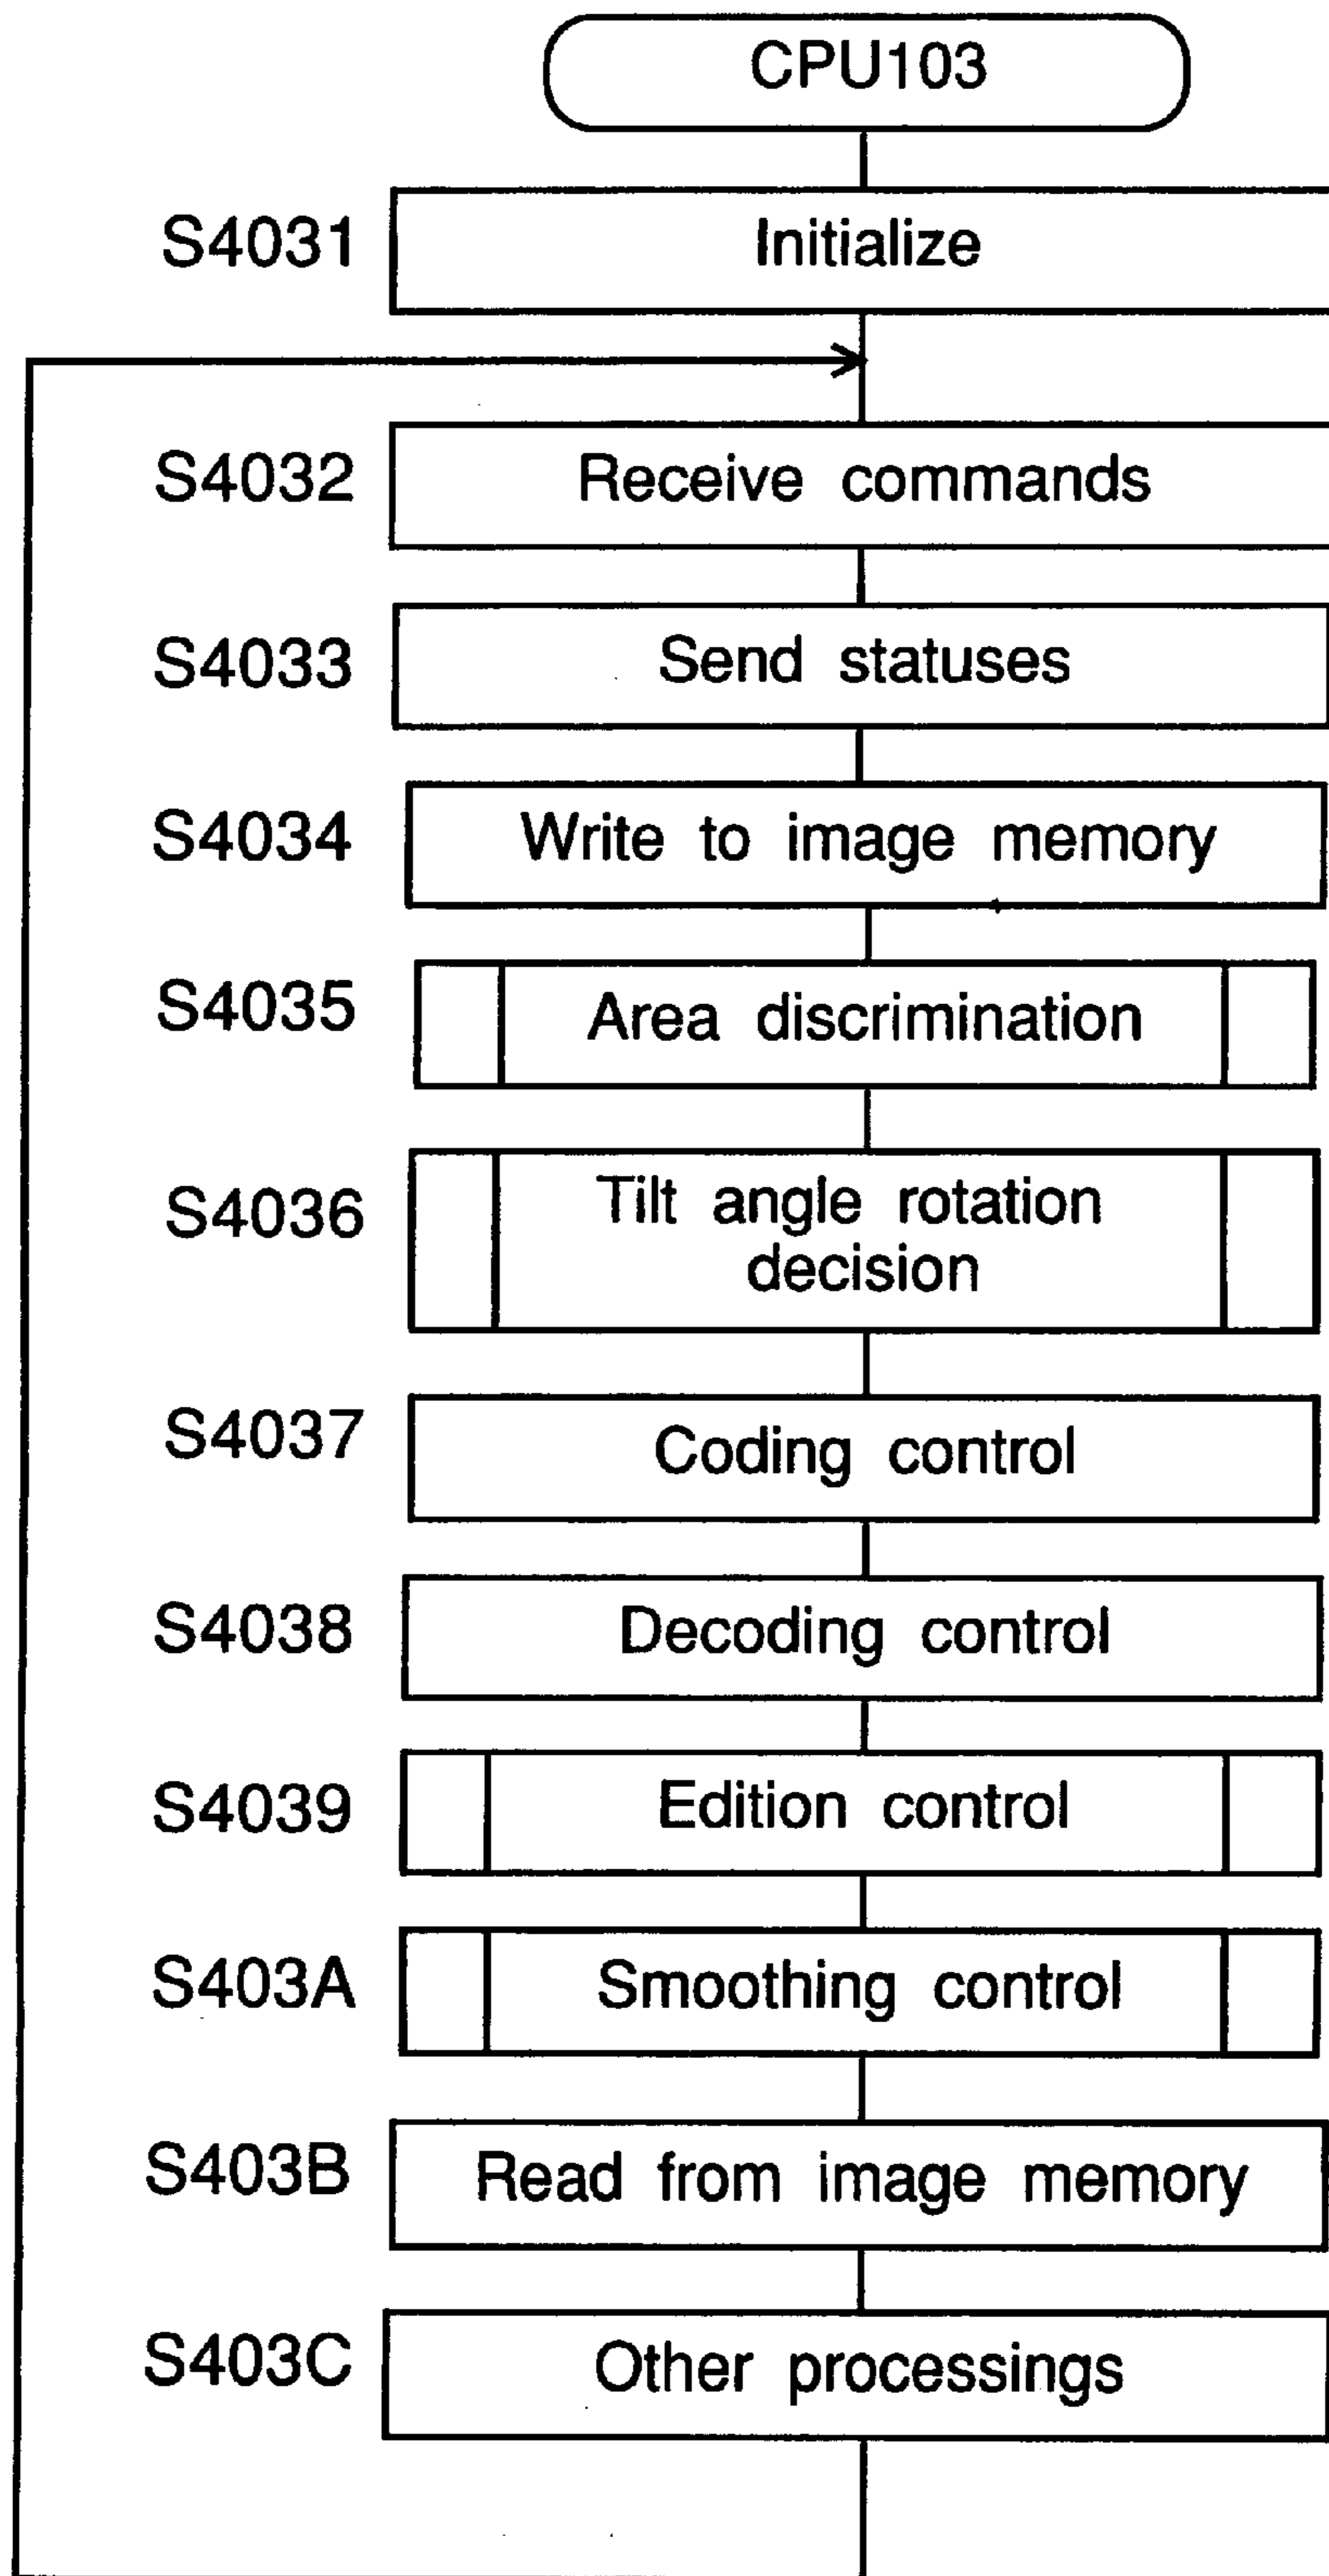 CPU103
S4031 Initialize
S4032 Receive commands
S4033 Send statuses
S4034 Write to image memory
S4035 Area discrimination
S4036 Tilt angle rotation
decision
S4037 Coding control
S4038 Decoding control
S4039 Edition control
S403A Smoothing control
S403B Read from image memory
S403C Other processings